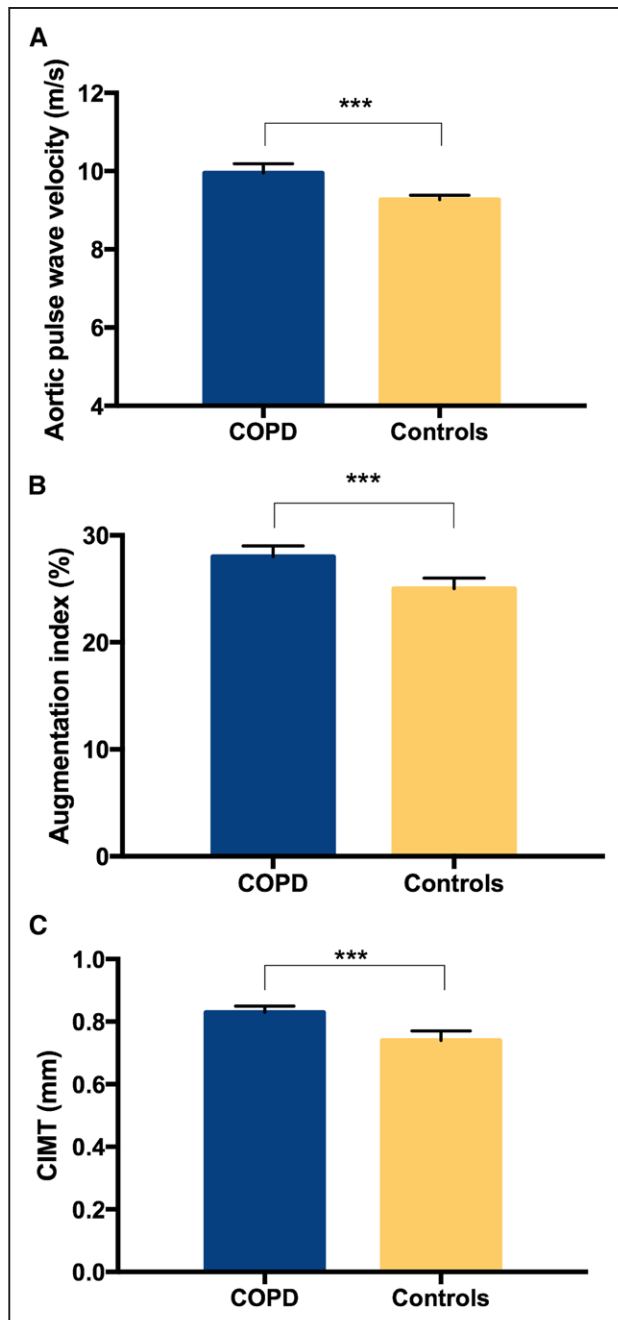 A
Aortic pulse wave velocity (m/s)
12
10
8
6
4
***
COPD Controls
B
Augmentation index (%)
30
20
10
0
***
COPD Controls
C
CIMT (mm)
1.0
0.8
0.6
0.4
0.2
0.0
***
COPD Controls